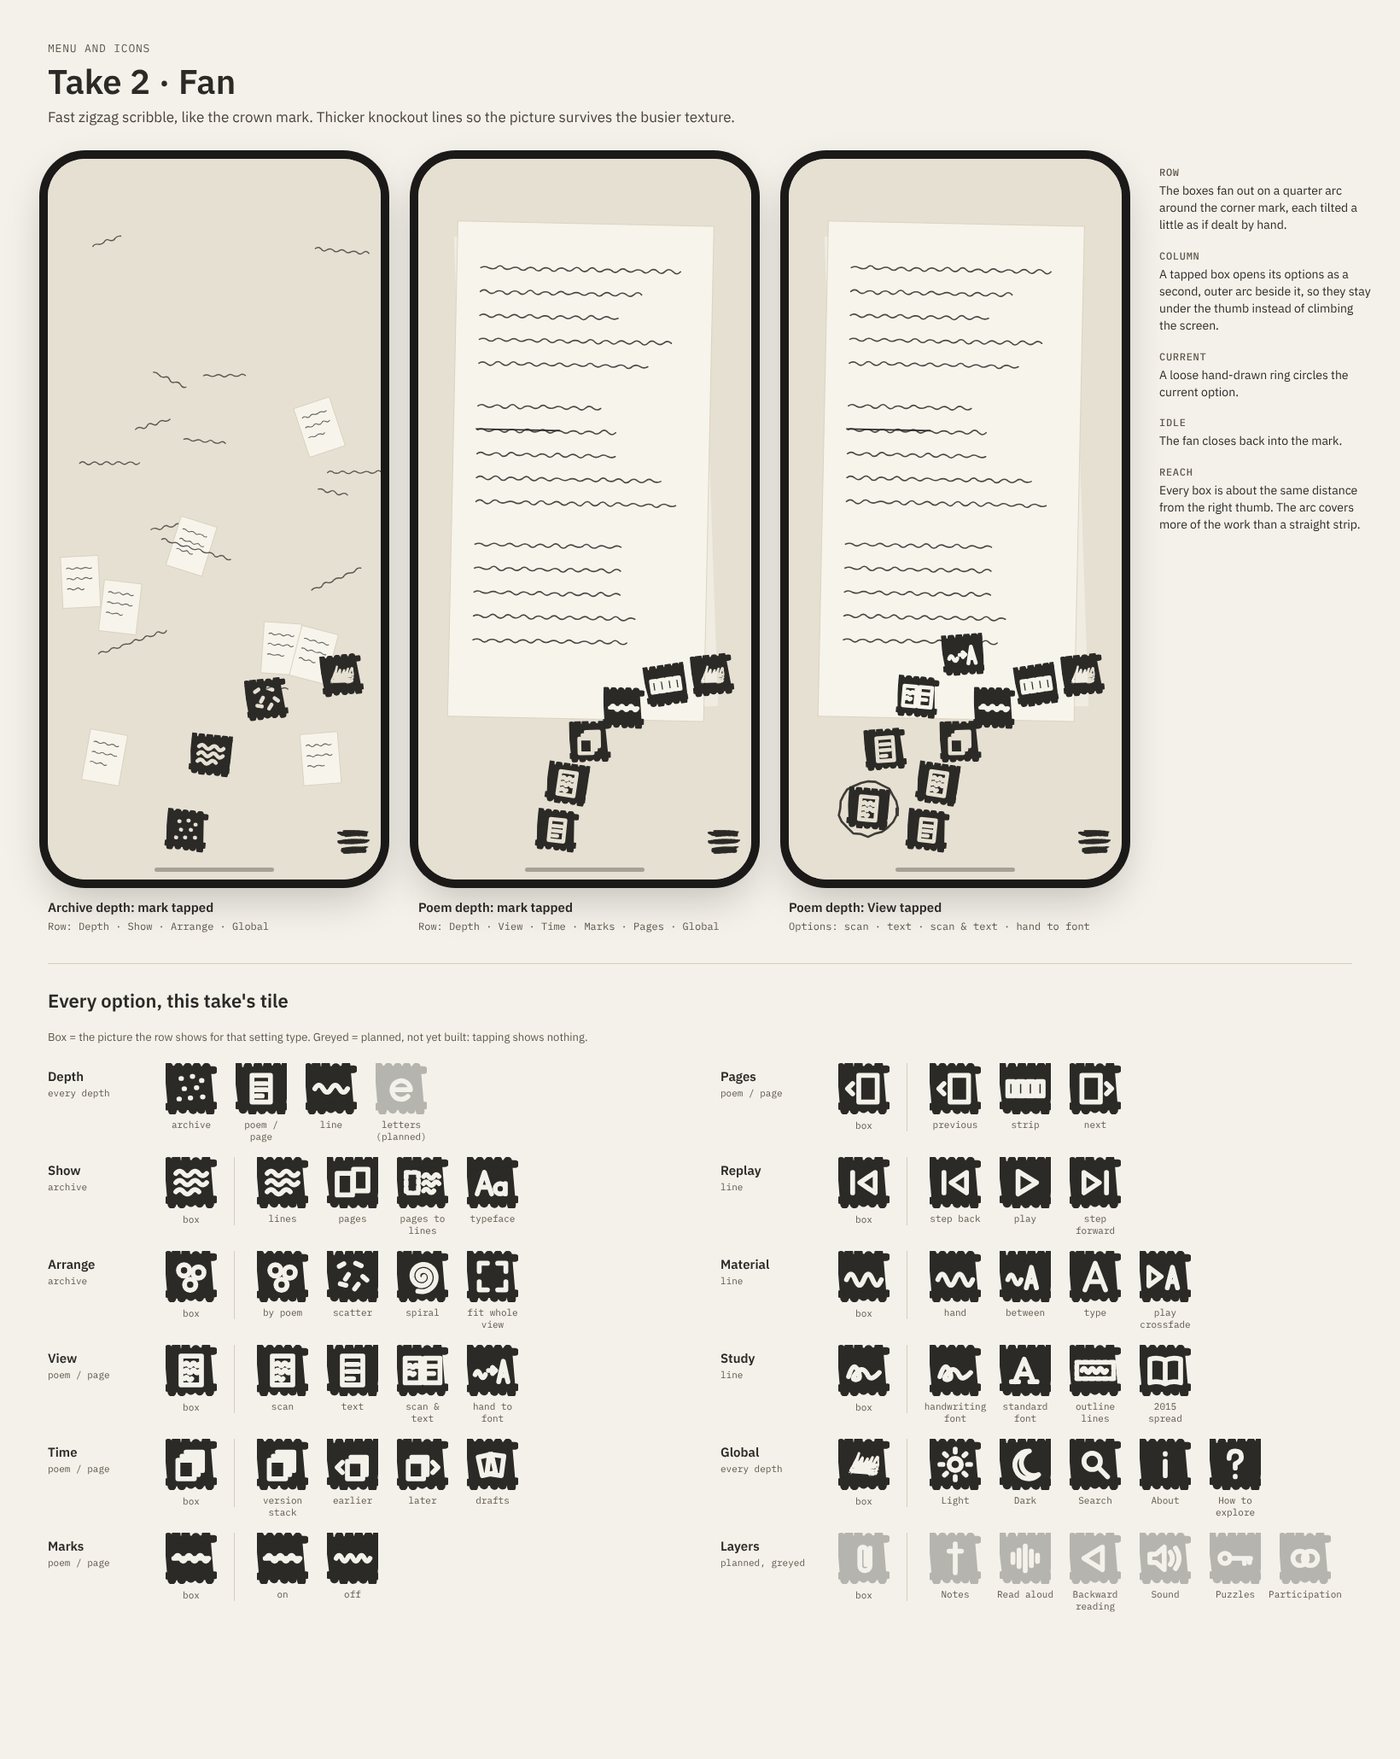 MENU AND ICONS
Take 2 · Fan
Fast zigzag scribble, like the crown mark. Thicker knockout lines so the picture survives the busier texture.
ROW
The boxes fan out on a quarter arc
around the corner mark, each tilted a
little as if dealt by hand.
COLUMN
A tapped box opens its options as a
second, outer arc beside it, so they stay
under the thumb instead of climbing
the screen.
CURRENT
A loose hand-drawn ring circles the
current option.
IDLE
The fan closes back into the mark.
REACH
Every box is about the same distance
from the right thumb. The arc covers
more of the work than a straight strip.
Archive depth: mark tapped
Row: Depth · Show · Arrange · Global
Poem depth: mark tapped
Row: Depth · View · Time · Marks · Pages · Global
Poem depth: View tapped
Options: scan · text · scan & text · hand to font
Every option, this take's tile
Box = the picture the row shows for that setting type. Greyed = planned, not yet built: tapping shows nothing.
Depth
every depth
e
archive
poem /
page
line
letters
(planned)
Show
archive
Aa
box
lines
pages
pages to
lines
typeface
Arrange
archive
box
by poem
scatter
spiral
fit whole
view
View
poem / page
A
box
scan
text
scan &
text
hand to
font
Time
poem / page
box
version
stack
earlier
later
drafts
Marks
poem / page
box
on
off
Pages
poem / page
box
previous
strip
next
Replay
line
box
step back
play
step
forward
Material
line
A
A
A
box
hand
between
type
play
crossfade
Study
line
A
box
handwriting
font
standard
font
outline
lines
2015
spread
Global
every depth
i
?
box
Light
Dark
Search
About
How to
explore
Layers
planned, greyed
box
Notes
Read aloud
Backward
reading
Sound
Puzzles
Participation